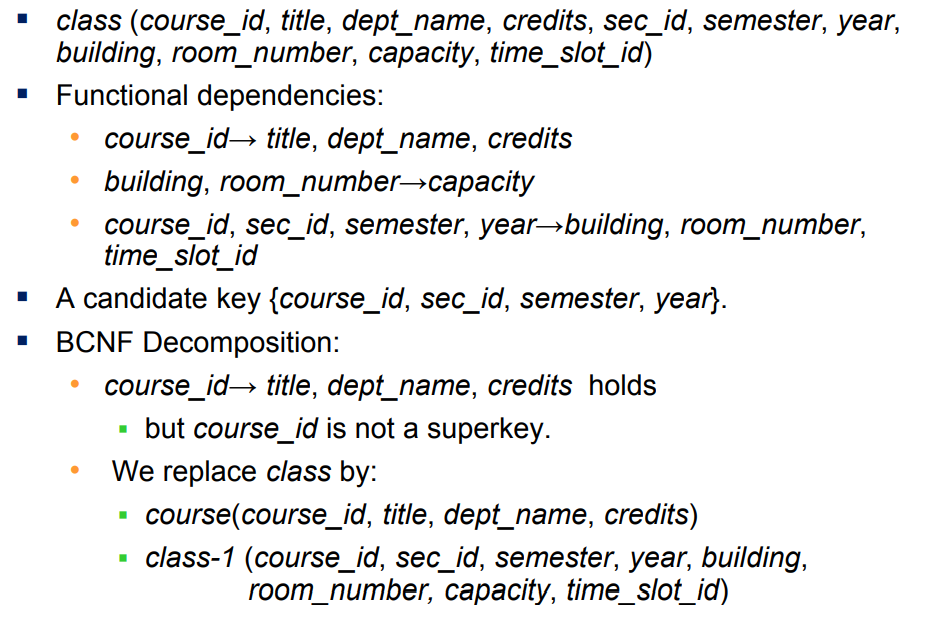 ▪ class (course_id, title, dept_name, credits, sec_id, semester, year,
building, room_number, capacity, time_slot_id)
▪ Functional dependencies:
• course_id→ title, dept_name, credits
• building, room_number→capacity
• course_id, sec_id, semester, year→building, room_number,
time_slot_id
▪ A candidate key {course_id, sec_id, semester, year}.
▪ BCNF Decomposition:
• course_id→ title, dept_name, credits holds
▪ but course_id is not a superkey.
• We replace class by:
▪ course(course_id, title, dept_name, credits)
▪ class-1 (course_id, sec_id, semester, year, building,
room_number, capacity, time_slot_id)